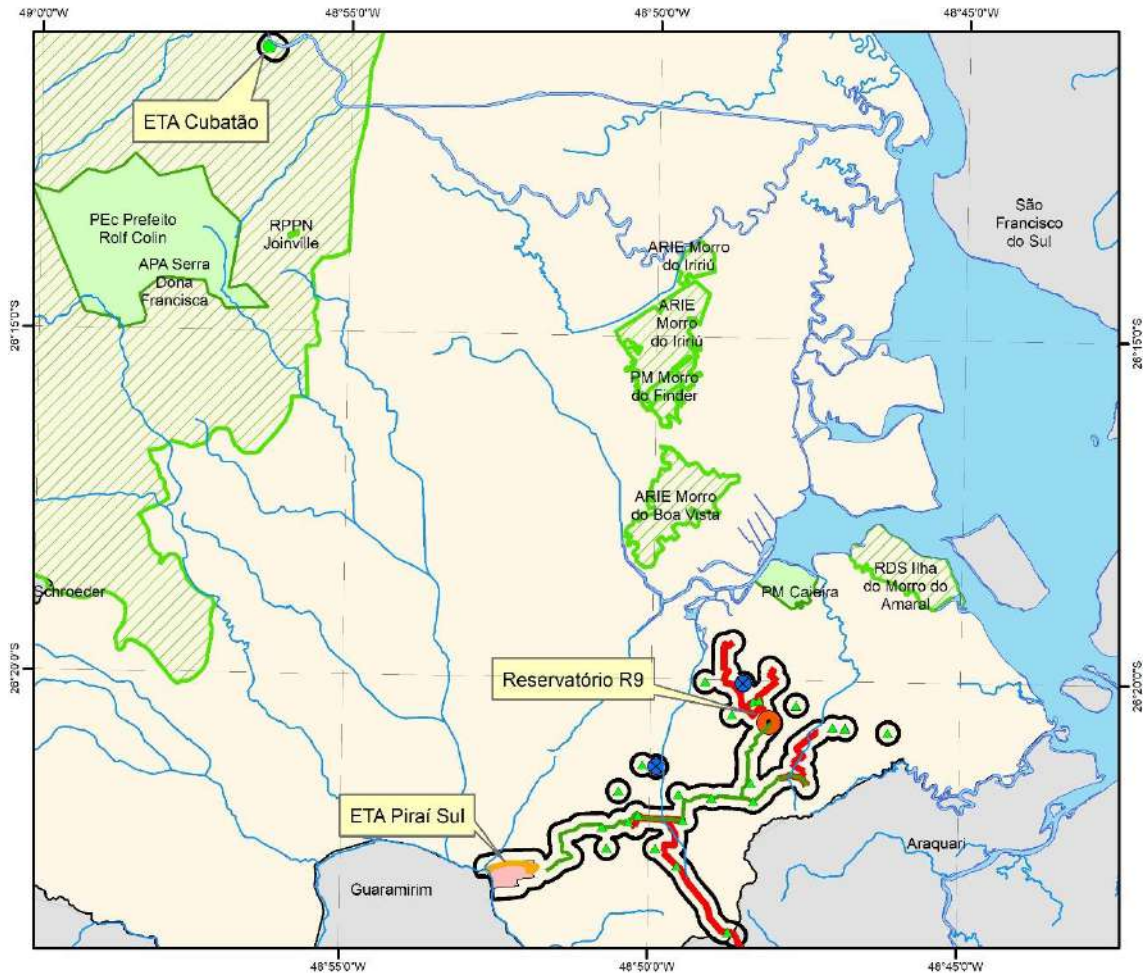 49°0'0"W
48°55'0"W
48°50'0"W
48°45'0"W
ETA Cubatão
PEc Prefeito
Rolf Colin
RPPN
Joinville
APA Serra
Dona
Francisca
São
Francisco
do Sul
ARIE Morro
do Iririú
ARIE
Morro
do Iririú
26°15'0"S
26°15'0"S
PM Morro
do Finder
ARIE Morro
do Boa Vista
Schroeder
PM Caieira
RDS Ilha
do Morro do
Amaral
26°20'0"S
26°20'0"S
Reservatório R9
ETA Piraí Sul
Guaramirim
Araquari
48°55'0"W
48°50'0"W
48°45'0"W